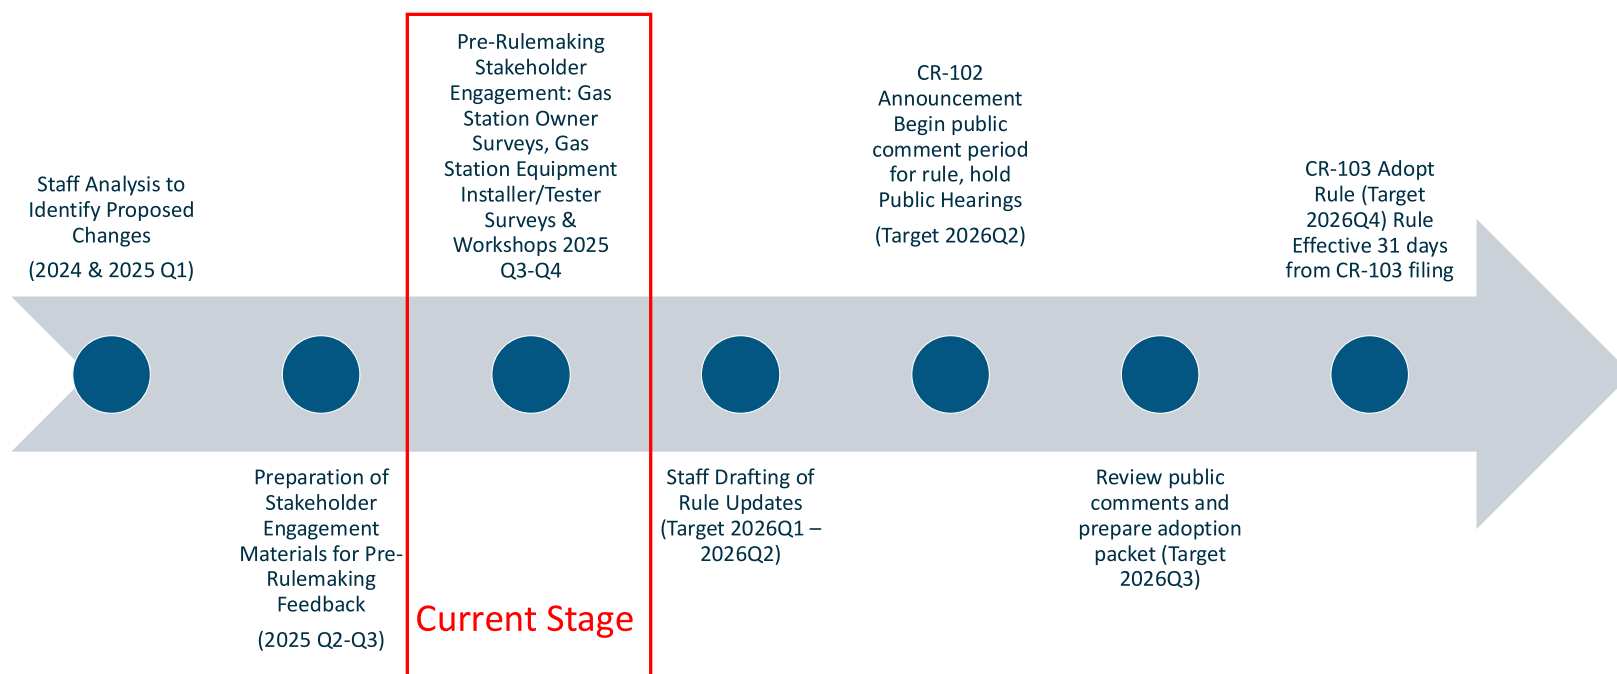 Staff Analysis to
Identify Proposed
Changes
(2024 & 2025 Q1)
Preparation of
Stakeholder
Engagement
Materials for Pre-
Rulemaking
Feedback
(2025 Q2-Q3)
Pre-Rulemaking
Stakeholder
Engagement: Gas
Station Owner
Surveys, Gas
Station Equipment
Installer/Tester
Surveys &
Workshops 2025
Q3-Q4
Current Stage
Staff Drafting of
Rule Updates
(Target 2026Q1 –
2026Q2)
CR-102
Announcement
Begin public
comment period
for rule, hold
Public Hearings
(Target 2026Q2)
Review public
comments and
prepare adoption
packet (Target
2026Q3)
CR-103 Adopt
Rule (Target
2026Q4) Rule
Effective 31 days
from CR-103 filing